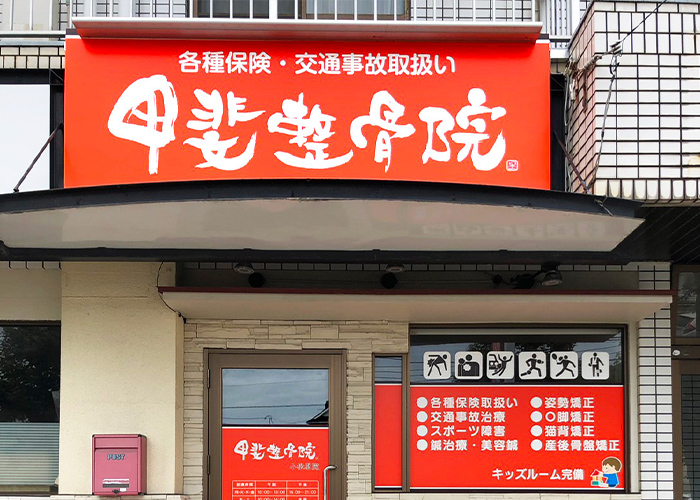 各種保険・交通事故取扱い
甲斐整骨院
POST
甲斐整骨院
●各種保険取扱い ●姿勢矯正
●交通事故治療 ●O脚矯正
●スポーツ障害 ●猫背矯正
●鍼治療・美容鍼 ●産後骨盤矯正
キッズルーム完備